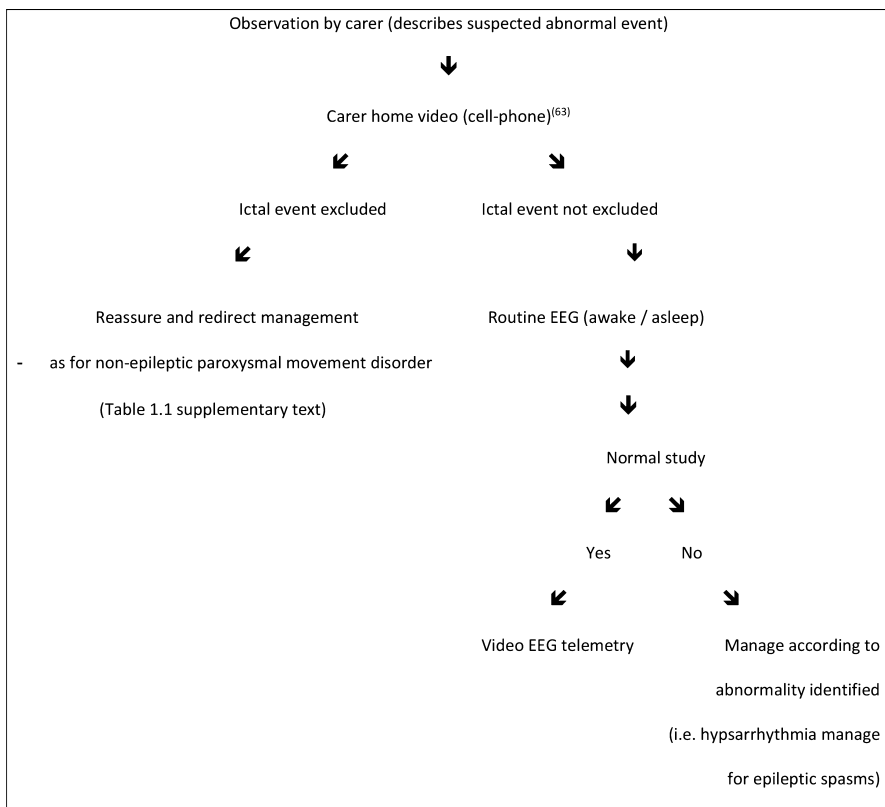 Observation by carer (describes suspected abnormal event)
Carer home video (cell-phone)(63)
Ictal event excluded
Ictal event not excluded
Reassure and redirect management
- as for non-epileptic paroxysmal movement disorder
(Table 1.1 supplementary text)
Routine EEG (awake / asleep)
Normal study
Yes
No
Video EEG telemetry
Manage according to
abnormality identified
(i.e. hypsarrhythmia manage
for epileptic spasms)